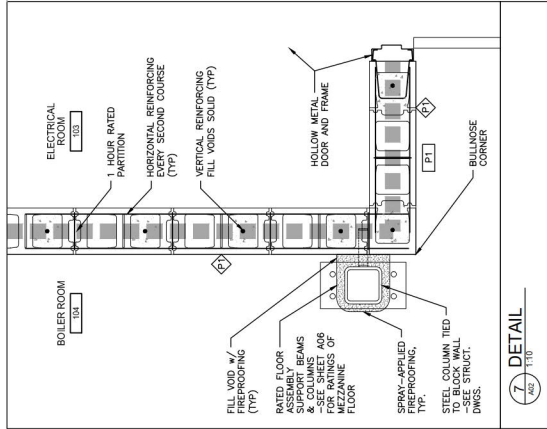 ELECTRICAL
ROOM
103
BOILER ROOM
104
1 HOUR RATED
PARTITION
HORIZONTAL REINFORCING
EVERY SECOND COURSE
(TYP)
VERTICAL REINFORCING
FILL VOIDS SOLID (TYP)
HOLLOW METAL
DOOR AND FRAME
P1
P1
P1
BULLNOSE
CORNER
FILL VOID W/
FIREPROOFING
(TYP)
RATED FLOOR
ASSEMBLY
SUPPORT BEAMS
& COLUMNS
-SEE SHEET A06
FOR RATINGS OF
MEZZANINE
FLOOR
SPRAY-APPLIED
FIREPROOFING,
TYP.
STEEL COLUMN TIED
TO BLOCK WALL
-SEE STRUCT.
DWGS.
7 DETAIL
A02 1:10